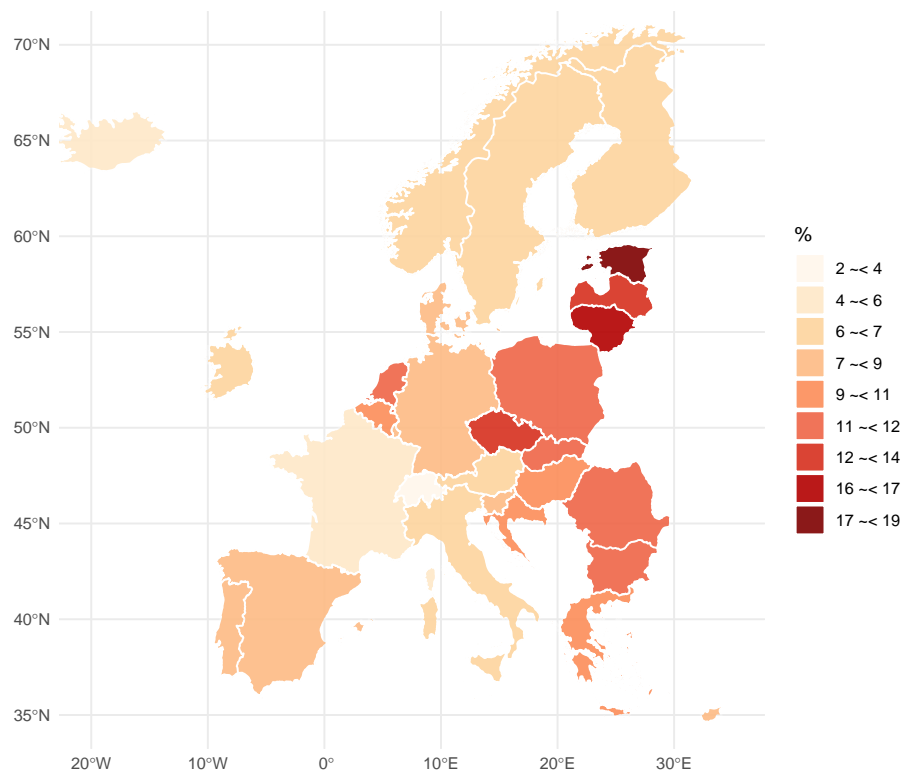 70°N
65°N
60°N
55°N
50°N
45°N
40°N
35°N
20°W 10°W 0° 10°E 20°E 30°E
%
2 ~< 4
4 ~< 6
6 ~< 7
7 ~< 9
9 ~< 11
11 ~< 12
12 ~< 14
16 ~< 17
17 ~< 19